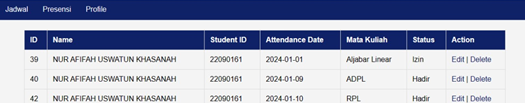 Jadwal Presensi Profile
ID Name Student ID Attendance Date Mata Kuliah Status Action
39 NUR AFIFAH USWATUN KHASANAH 22090161 2024-01-01 Aljabar Linear Izin Edit | Delete
40 NUR AFIFAH USWATUN KHASANAH 22090161 2024-01-09 ADPL Hadir Edit | Delete
42 NUR AFIFAH USWATUN KHASANAH 22090161 2024-01-10 RPL Hadir Edit | Delete